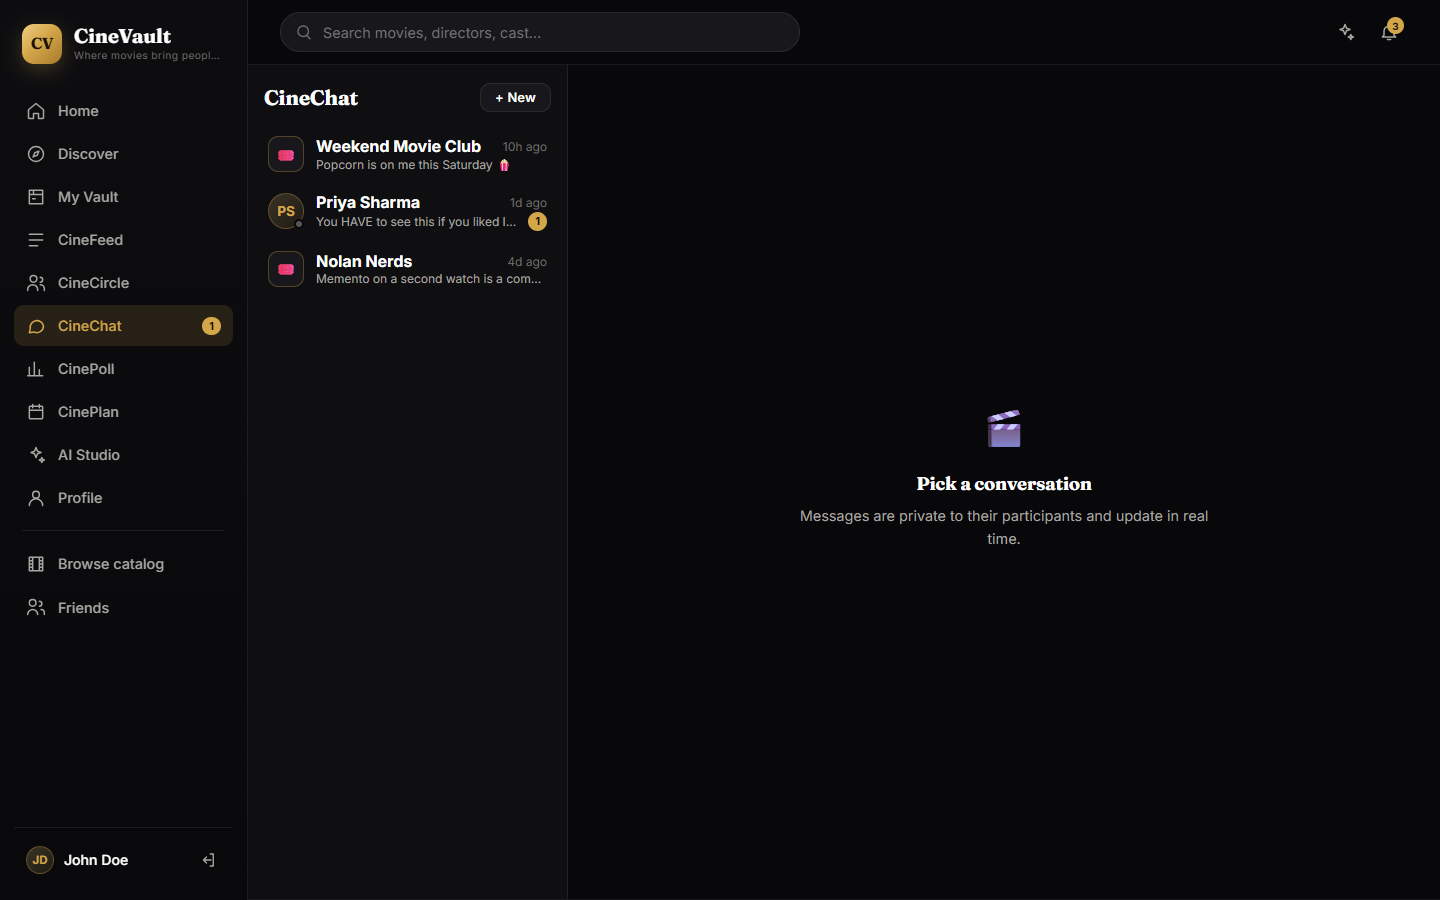 CV
CineVault
Where movies bring peopl...
Home
Discover
My Vault
CineFeed
CineCircle
CineChat 1
CinePoll
CinePlan
AI Studio
Profile
Browse catalog
Friends
JD John Doe
Search movies, directors, cast...
3
CineChat
+ New
Weekend Movie Club 10h ago
Popcorn is on me this Saturday 🍿
PS
Priya Sharma 1d ago
You HAVE to see this if you liked I... 1
Nolan Nerds 4d ago
Memento on a second watch is a com...
Pick a conversation
Messages are private to their participants and update in real
time.